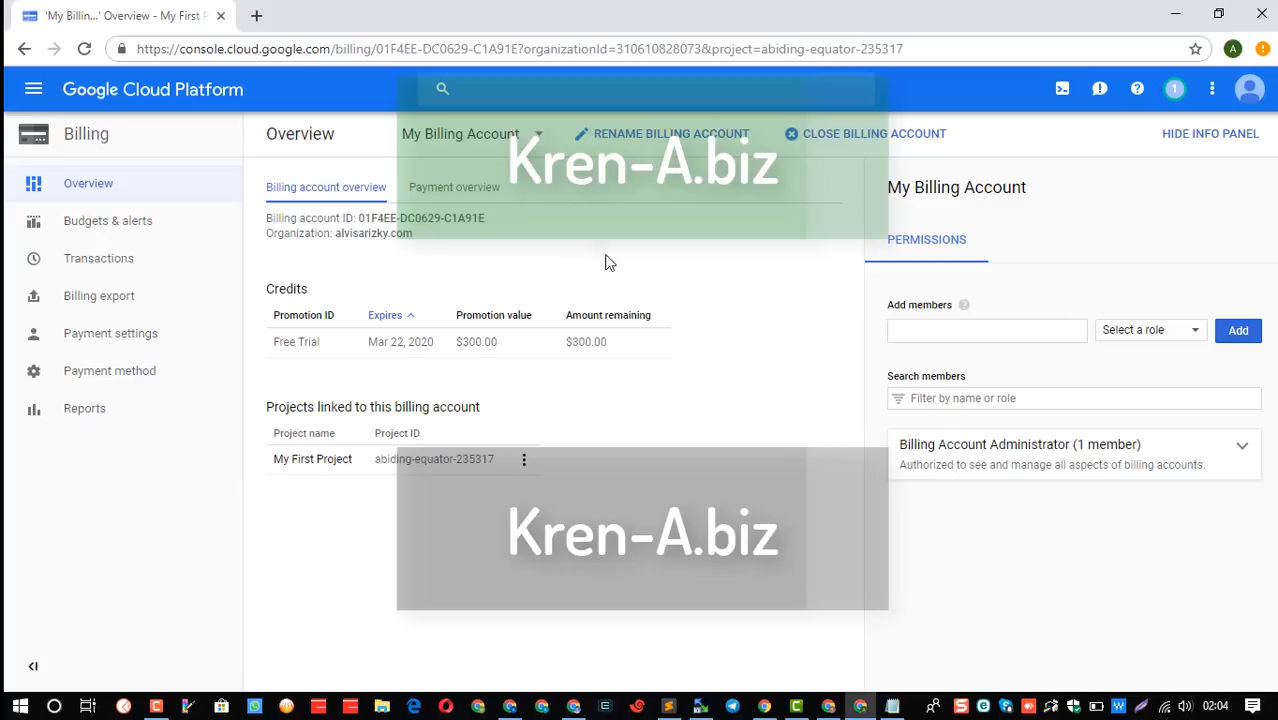 'My Billing...' Overview - My First P
https://console.cloud.google.com/billing/01F4EE-DC0629-C1A91E?organizationId=310610828073&project=abiding-equator-235317
A
Google Cloud Platform
1
Billing
Overview
My Billing Account
RENAME BILLING ACCOUNT
CLOSE BILLING ACCOUNT
HIDE INFO PANEL
Kren-A.biz
Overview
Budgets & alerts
Transactions
Billing export
Payment settings
Payment method
Reports
Billing account overview
Payment overview
Billing account ID: 01F4EE-DC0629-C1A91E
Organization: alvisarizky.com
Credits
Promotion ID Expires Promotion value Amount remaining
Free Trial Mar 22, 2020 $300.00 $300.00
Projects linked to this billing account
Project name Project ID
My First Project abiding-equator-235317
Kren-A.biz
My Billing Account
PERMISSIONS
Add members
Select a role
Add
Search members
Filter by name or role
Billing Account Administrator (1 member)
Authorized to see and manage all aspects of billing accounts.
02:04